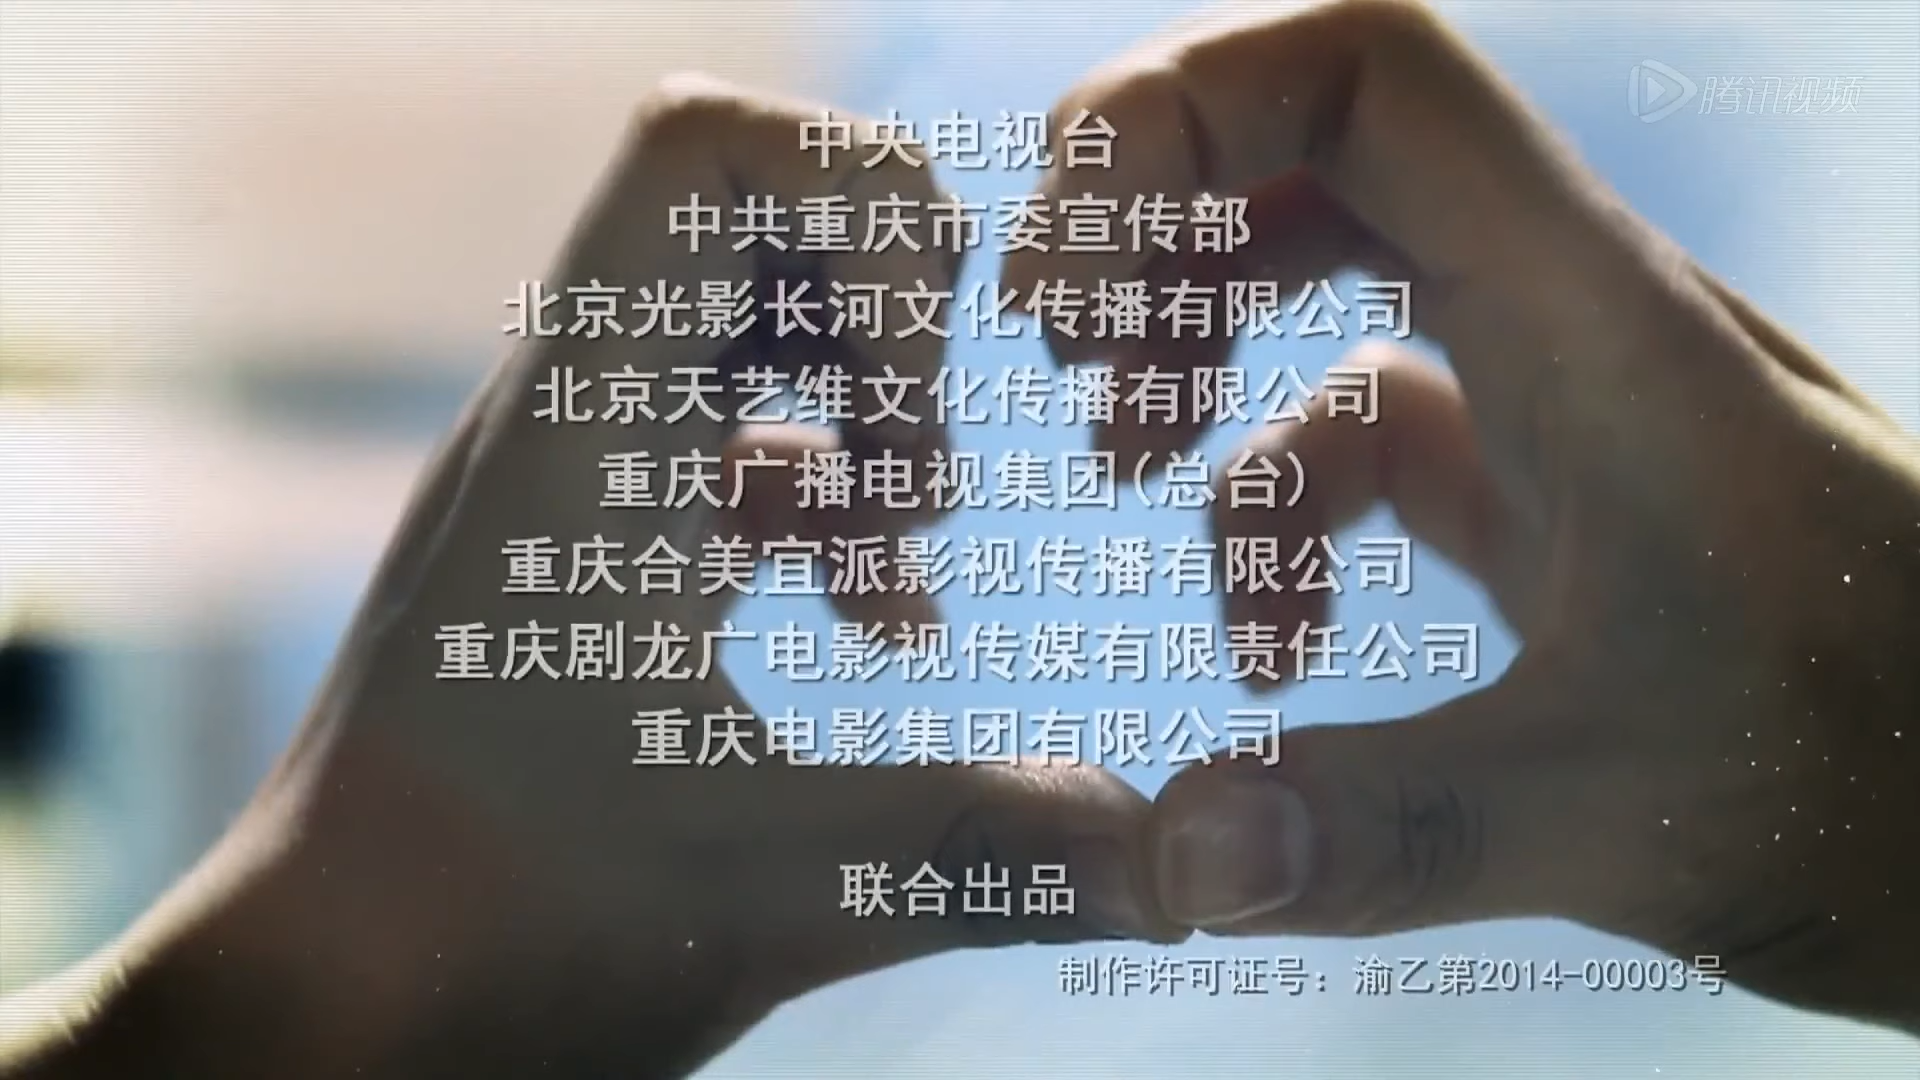 腾讯视频
中央电视台
中共重庆市委宣传部
北京光影长河文化传播有限公司
北京天艺维文化传播有限公司
重庆广播电视集团(总台)
重庆合美宜派影视传播有限公司
重庆剧龙广电影视传媒有限责任公司
重庆电影集团有限公司
联合出品
制作许可证号：渝乙第2014-00003号